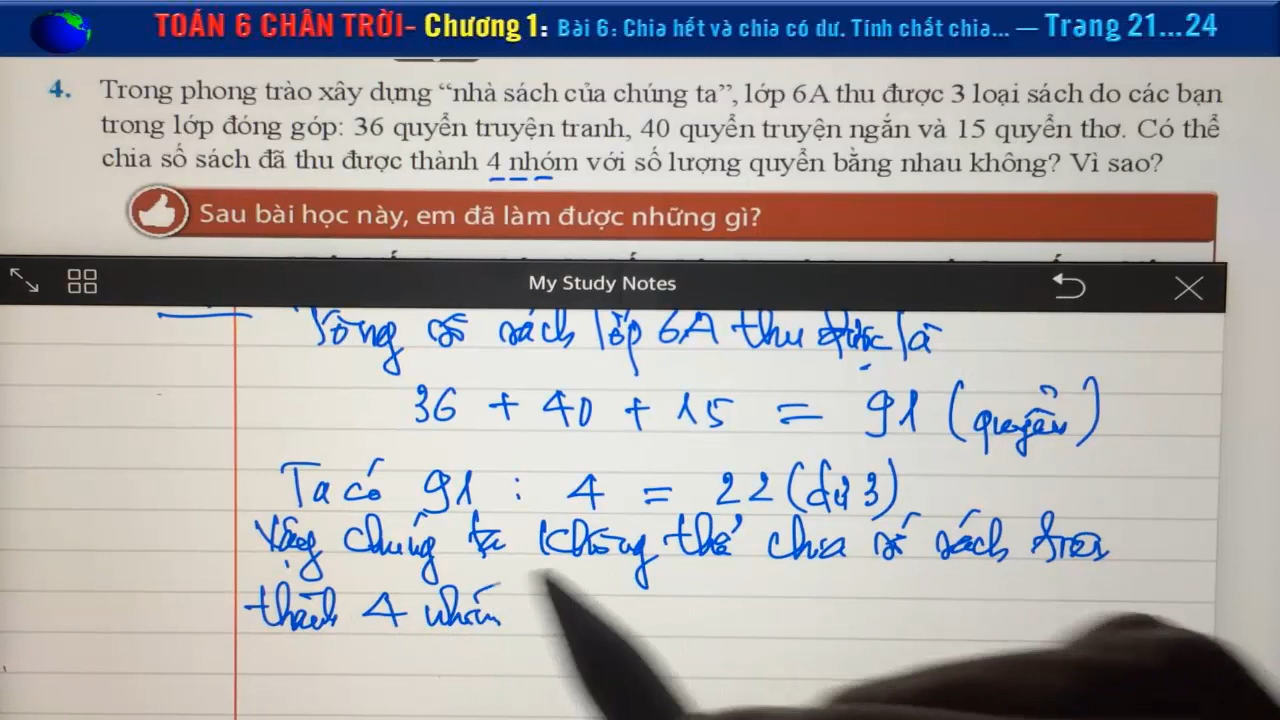 TOÁN 6 CHÂN TRỜI- Chương 1: Bài 6: Chia hết và chia có dư. Tính chất chia... — Trang 21...24
4. Trong phong trào xây dựng “nhà sách của chúng ta”, lớp 6A thu được 3 loại sách do các bạn
trong lớp đóng góp: 36 quyển truyện tranh, 40 quyển truyện ngắn và 15 quyển thơ. Có thể
chia số sách đã thu được thành 4 nhóm với số lượng quyển bằng nhau không? Vì sao?
Sau bài học này, em đã làm được những gì?
My Study Notes
Tổng số sách lớp 6A thu được là
36 + 40 + 15 = 91 (quyển)
Ta có 91 : 4 = 22 (dư 3)
Vậy chúng ta không thể chia số sách trên
thành 4 nhóm